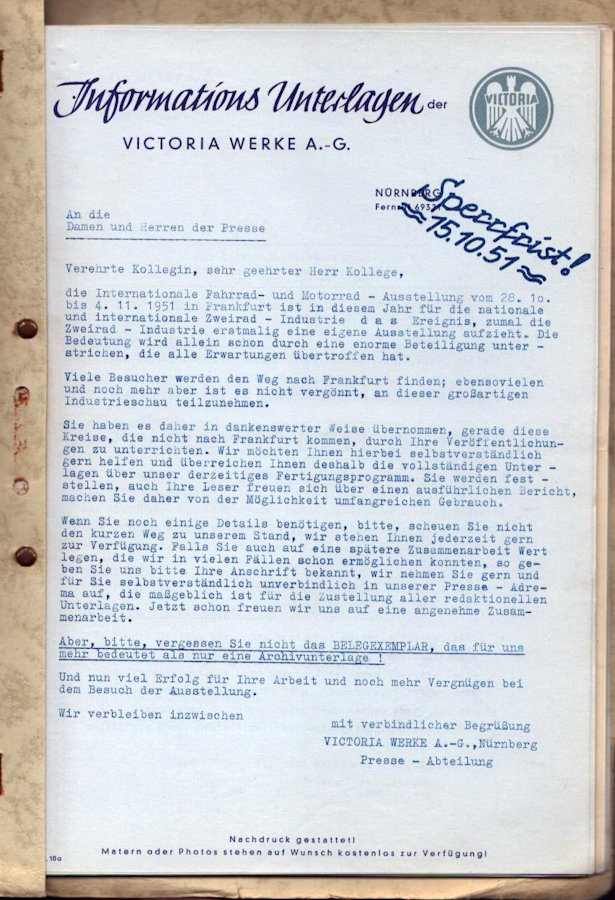 Informations Unterlagen der
VICTORIA
VICTORIA WERKE A.-G.
NÜRNBERG
Sperrfrist!
15.10.51
An die
Damen und Herren der Presse
Verehrte Kollegin, sehr geehrter Herr Kollege,
die Internationale Fahrrad- und Motorrad - Ausstellung vom 28. 1o.
bis 4. 11. 1951 in Frankfurt ist in diesem Jahr für die nationale
und internationale Zweirad - Industrie d a s Ereignis, zumal die
Zweirad - Industrie erstmalig eine eigene Ausstellung aufzieht. Die
Bedeutung wird allein schon durch eine enorme Beteiligung unter -
strichen, die alle Erwartungen übertroffen hat.
Viele Besucher werden den Weg nach Frankfurt finden; ebensovielen
und noch mehr aber ist es nicht vergönnt, an dieser großartigen
Industrieschau teilzunehmen.
Sie haben es daher in dankenswerter Weise übernommen, gerade diese
Kreise, die nicht nach Frankfurt kommen, durch Ihre Veröffentlichun-
gen zu unterrichten. Wir möchten Ihnen hierbei selbstverständlich
gern helfen und überreichen Ihnen deshalb die vollständigen Unter -
lagen über unser derzeitiges Fertigungsprogramm. Sie werden fest -
stellen, auch Ihre Leser freuen sich über einen ausführlichen Bericht,
machen Sie daher von der Möglichkeit umfangreichen Gebrauch.
Wenn Sie noch einige Details benötigen, bitte, scheuen Sie nicht
den kurzen Weg zu unserem Stand, wir stehen Ihnen jederzeit gern
zur Verfügung. Falls Sie auch auf eine spätere Zusammenarbeit Wert
legen, die wir in vielen Fällen schon ermöglichen konnten, so ge-
ben Sie uns bitte Ihre Anschrift bekannt, wir nehmen Sie gern und
für Sie selbstverständlich unverbindlich in unserer Presse - Adre-
ma auf, die maßgeblich ist für die Zustellung aller redaktionellen
Unterlagen. Jetzt schon freuen wir uns auf eine angenehme Zusam-
menarbeit.
Aber, bitte, vergessen Sie nicht das BELEGEXEMPLAR, das für uns
mehr bedeutet als nur eine Archivunterlage !
Und nun viel Erfolg für Ihre Arbeit und noch mehr Vergnügen bei
dem Besuch der Ausstellung.
Wir verbleiben inzwischen
mit verbindlicher Begrüßung
VICTORIA WERKE A.-G.,Nürnberg
Presse - Abteilung
Nachdruck gestattet!
Matern oder Photos stehen auf Wunsch kostenlos zur Verfügung!